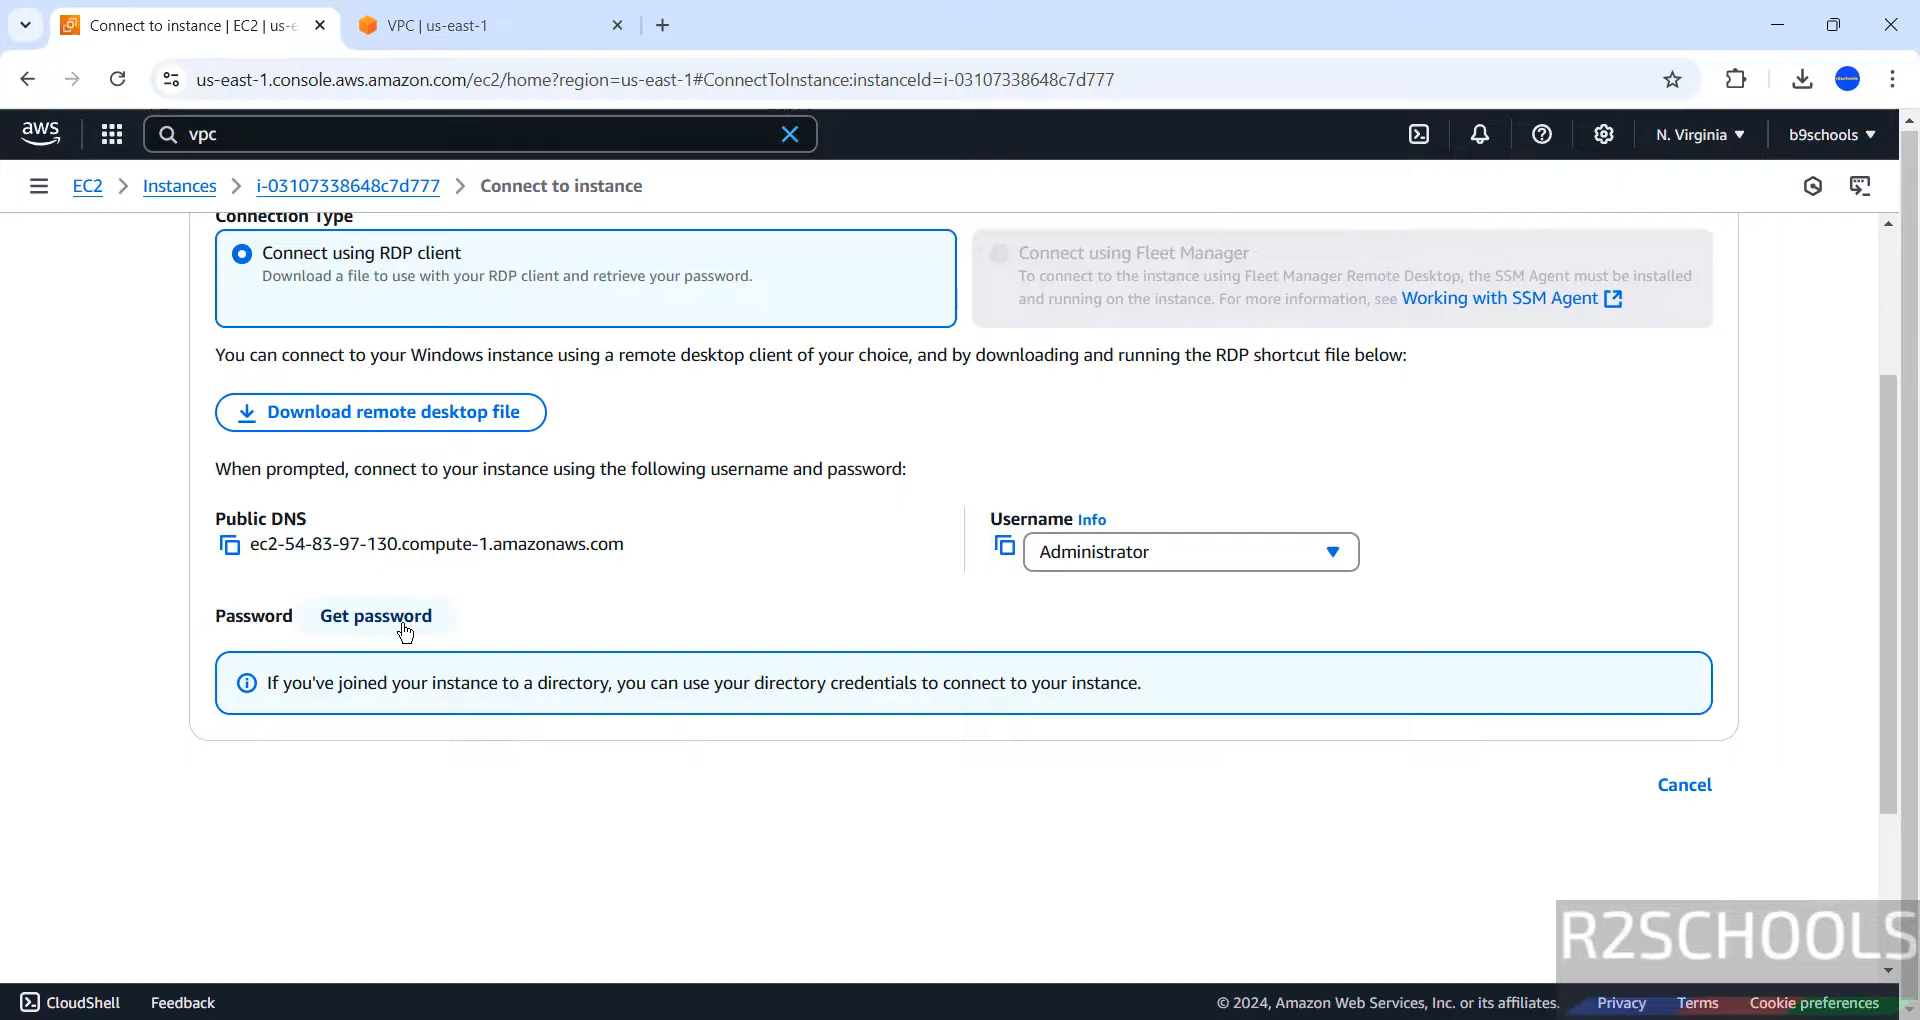 Connect to instance | EC2 | us-e
VPC | us-east-1
us-east-1.console.aws.amazon.com/ec2/home?region=us-east-1#ConnectToInstance:instanceId=i-03107338648c7d777
aws
vpc
N. Virginia
b9schools
EC2
Instances
i-03107338648c7d777
Connect to instance
Connection Type
Connect using RDP client
Download a file to use with your RDP client and retrieve your password.
Connect using Fleet Manager
To connect to the instance using Fleet Manager Remote Desktop, the SSM Agent must be installed
and running on the instance. For more information, see Working with SSM Agent
You can connect to your Windows instance using a remote desktop client of your choice, and by downloading and running the RDP shortcut file below:
Download remote desktop file
When prompted, connect to your instance using the following username and password:
Public DNS
ec2-54-83-97-130.compute-1.amazonaws.com
Username Info
Administrator
Password Get password
If you've joined your instance to a directory, you can use your directory credentials to connect to your instance.
Cancel
R2SCHOOLS
CloudShell
Feedback
© 2024, Amazon Web Services, Inc. or its affiliates.
Privacy
Terms
Cookie preferences